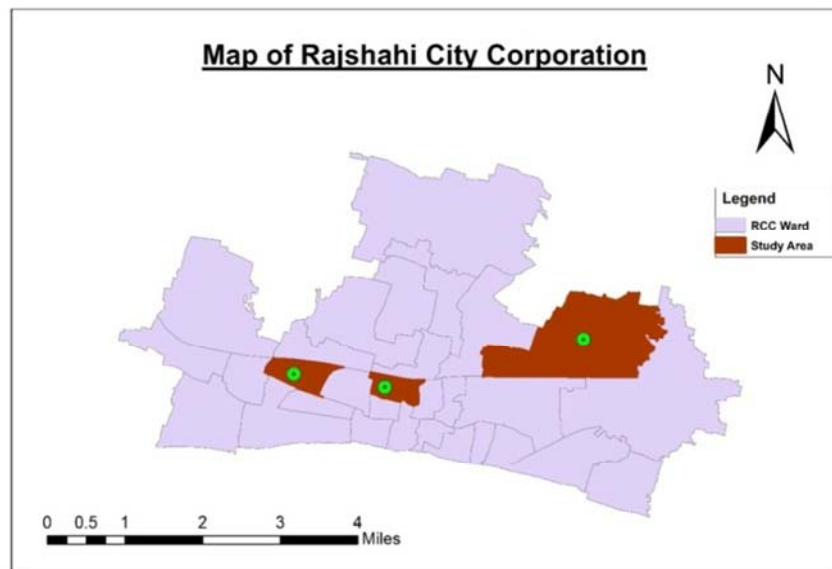 Map of Rajshahi City Corporation
N
Legend
RCC Ward
Study Area
0 0.5 1 2 3 4
Miles